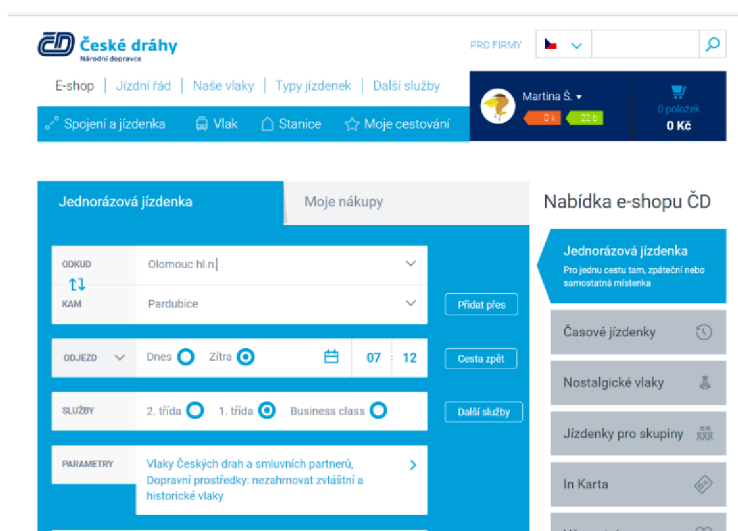 České dráhy
Národní dopravce
PRO FIRMY
E-shop | Jízdní řád | Naše vlaky | Typy jízdenek | Další služby
Martina Š.
0 k 22 b
0 položek
0 Kč
Spojení a jízdenka Vlak Stanice Moje cestování
Jednorázová jízdenka Moje nákupy
ODKUD Olomouc hl.n.
KAM Pardubice
Přidat přes
ODJEZD Dnes Zítra 07 : 12
Cesta zpět
SLUŽBY 2. třída 1. třída Business class
Další služby
PARAMETRY Vlaky Českých drah a smluvních partnerů,
Dopravní prostředky: nezahrnovat zvláštní a
historické vlaky
Nabídka e-shopu ČD
Jednorázová jízdenka
Pro jednu cestu tam, zpáteční nebo
samostatná místenka
Časové jízdenky
Nostalgické vlaky
Jízdenky pro skupiny
In Karta